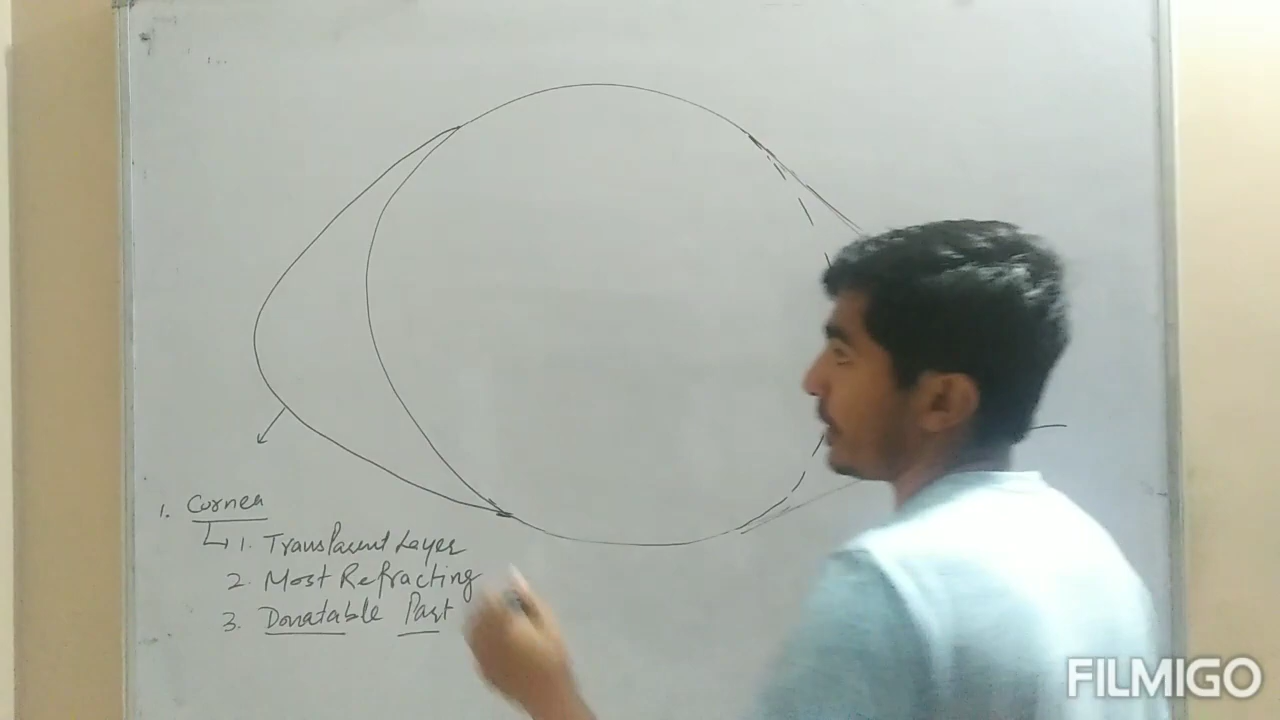 1. Cornea
1. Transparent Layer
2. Most Refracting
3. Donatable Part
FILMIGO